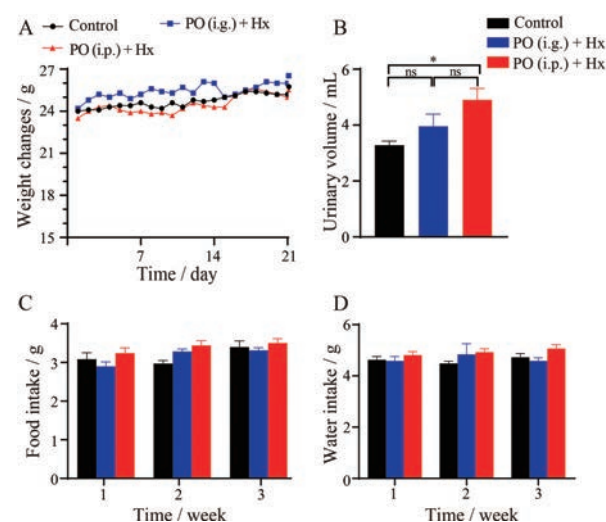 A
Control
PO (i.g.) + Hx
PO (i.p.) + Hx
Weight changes / g
27
24
21
18
15
7
14
21
Time / day
B
Control
PO (i.g.) + Hx
PO (i.p.) + Hx
Urinary volume / mL
8
6
4
2
0
*
ns
ns
C
Food intake / g
4
3
2
1
0
1
2
3
Time / week
D
Water intake / g
6
4
2
0
1
2
3
Time / week